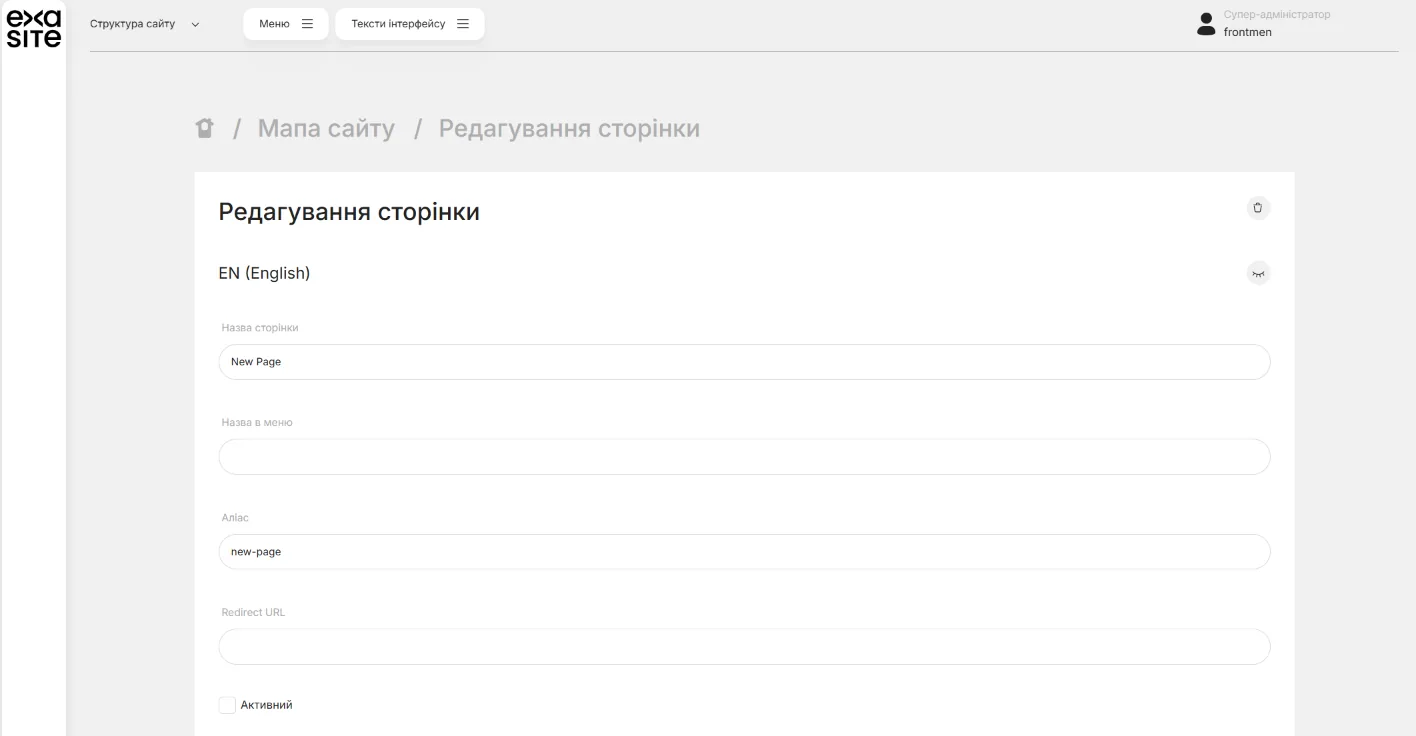 exa
site
Структура сайту
Меню
Тексти інтерфейсу
Супер-адміністратор
frontmen
/ Мапа сайту / Редагування сторінки
Редагування сторінки
EN (English)
Назва сторінки
New Page
Назва в меню
Аліас
new-page
Redirect URL
Активний